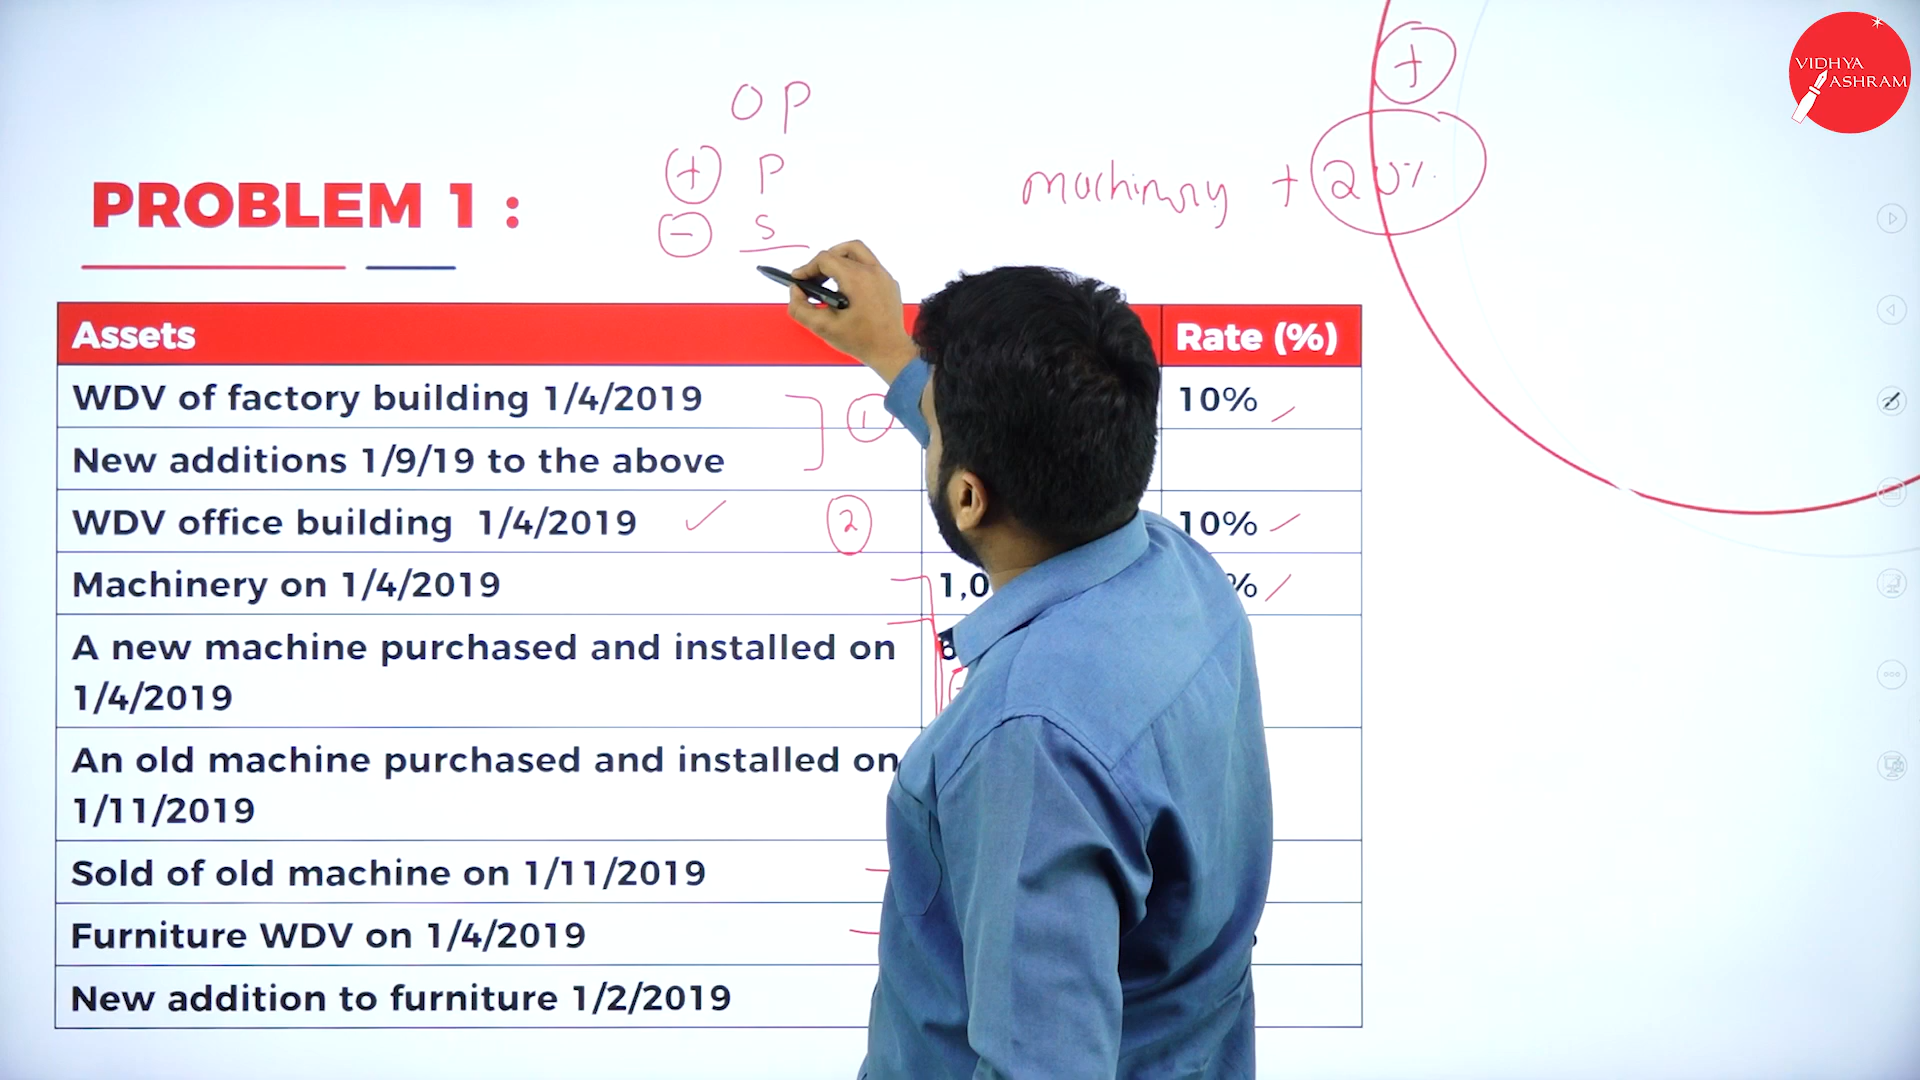 VIDHYA
ASHRAM
+
O P
+ P
- S
machinery + 20%
PROBLEM 1 :
Assets Rate (%)
WDV of factory building 1/4/2019 1 10%
New additions 1/9/19 to the above
WDV office building 1/4/2019 2 10%
Machinery on 1/4/2019 1,0 %
A new machine purchased and installed on
1/4/2019
An old machine purchased and installed on
1/11/2019
Sold of old machine on 1/11/2019
Furniture WDV on 1/4/2019
New addition to furniture 1/2/2019